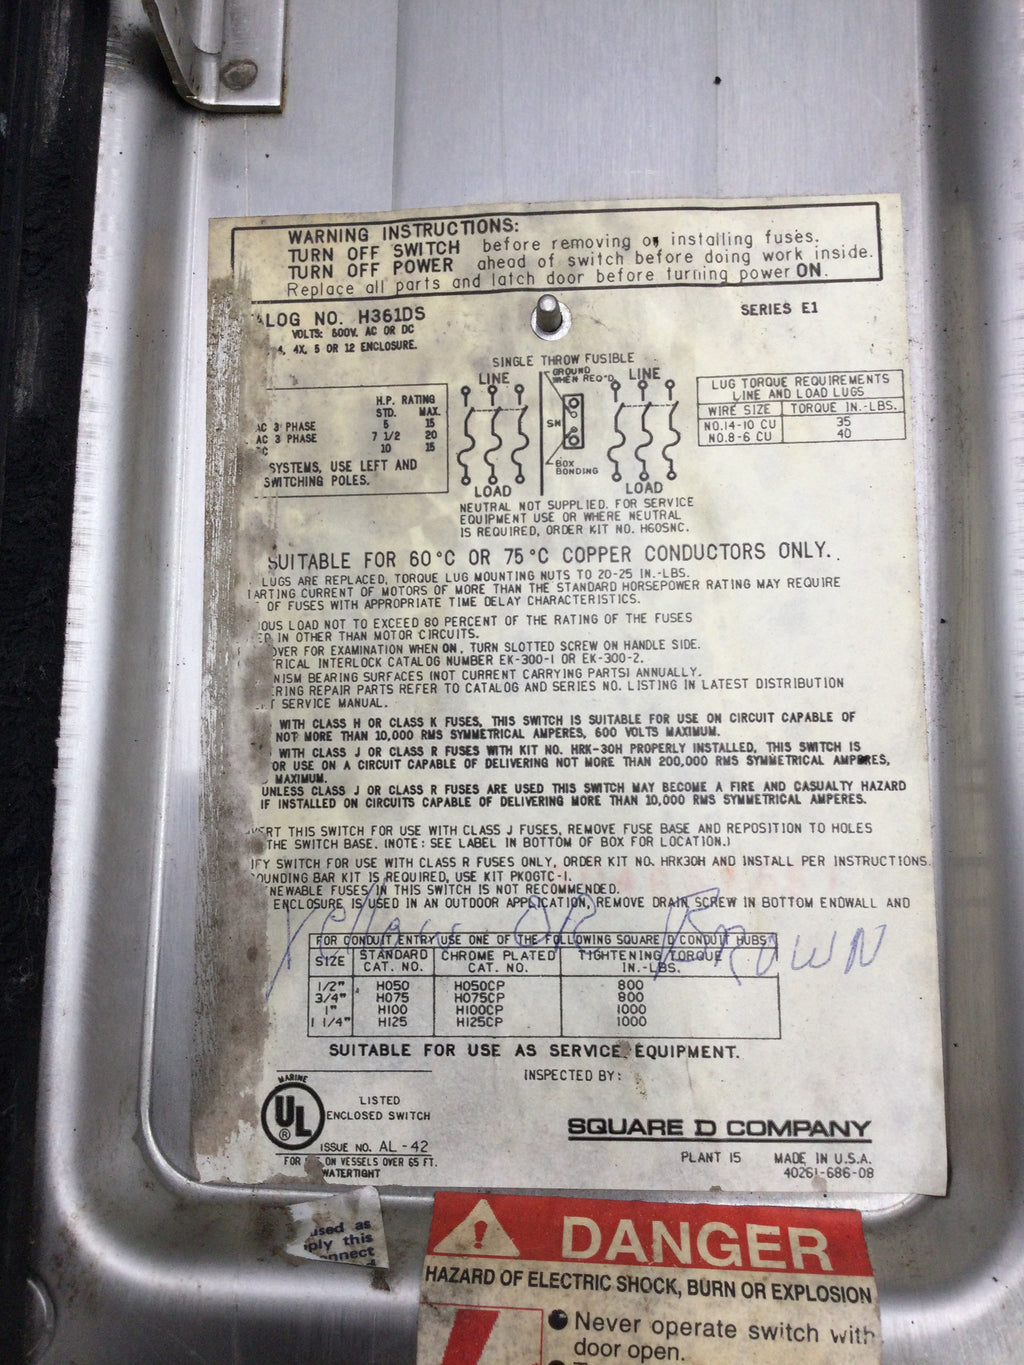 WARNING INSTRUCTIONS:
TURN OFF SWITCH before removing or installing fuses.
TURN OFF POWER ahead of switch before doing work inside.
Replace all parts and latch door before turning power ON.
LOG NO. H361DS
SERIES E1
VOLTS: 600V. AC OR DC
4, 4X, 5 OR 12 ENCLOSURE.
SINGLE THROW FUSIBLE
LINE
GROUND
WHEN REQ'D.
LINE
SN
BOX
BONDING
LOAD
LOAD
H.P. RATING
STD. MAX.
AC 3 PHASE 5 15
AC 3 PHASE 7 1/2 20
DC 10 15
SYSTEMS, USE LEFT AND
SWITCHING POLES.
LUG TORQUE REQUIREMENTS
LINE AND LOAD LUGS
WIRE SIZE TORQUE IN.-LBS.
NO.14-10 CU 35
NO.8-6 CU 40
NEUTRAL NOT SUPPLIED. FOR SERVICE
EQUIPMENT USE OR WHERE NEUTRAL
IS REQUIRED, ORDER KIT NO. H60SNC.
SUITABLE FOR 60°C OR 75°C COPPER CONDUCTORS ONLY.
LUGS ARE REPLACED, TORQUE LUG MOUNTING NUTS TO 20-25 IN.-LBS.
ARTING CURRENT OF MOTORS OF MORE THAN THE STANDARD HORSEPOWER RATING MAY REQUIRE
OF FUSES WITH APPROPRIATE TIME DELAY CHARACTERISTICS.
OUS LOAD NOT TO EXCEED 80 PERCENT OF THE RATING OF THE FUSES
ED IN OTHER THAN MOTOR CIRCUITS.
OVER FOR EXAMINATION WHEN ON, TURN SLOTTED SCREW ON HANDLE SIDE.
RICAL INTERLOCK CATALOG NUMBER EK-300-1 OR EK-300-2.
NISM BEARING SURFACES (NOT CURRENT CARRYING PARTS) ANNUALLY.
RING REPAIR PARTS REFER TO CATALOG AND SERIES NO. LISTING IN LATEST DISTRIBUTION
T SERVICE MANUAL.
WITH CLASS H OR CLASS K FUSES, THIS SWITCH IS SUITABLE FOR USE ON CIRCUIT CAPABLE OF
NOT MORE THAN 10,000 RMS SYMMETRICAL AMPERES, 600 VOLTS MAXIMUM.
WITH CLASS J OR CLASS R FUSES WITH KIT NO. HRK-30H PROPERLY INSTALLED, THIS SWITCH IS
OR USE ON A CIRCUIT CAPABLE OF DELIVERING NOT MORE THAN 200,000 RMS SYMMETRICAL AMPERES,
MAXIMUM.
UNLESS CLASS J OR CLASS R FUSES ARE USED THIS SWITCH MAY BECOME A FIRE AND CASUALTY HAZARD
IF INSTALLED ON CIRCUITS CAPABLE OF DELIVERING MORE THAN 10,000 RMS SYMMETRICAL AMPERES.
VERT THIS SWITCH FOR USE WITH CLASS J FUSES, REMOVE FUSE BASE AND REPOSITION TO HOLES
THE SWITCH BASE. (NOTE: SEE LABEL IN BOTTOM OF BOX FOR LOCATION.)
IFY SWITCH FOR USE WITH CLASS R FUSES ONLY, ORDER KIT NO. HRK30H AND INSTALL PER INSTRUCTIONS.
OUNDING BAR KIT IS REQUIRED, USE KIT PK0GTC-1.
NEWABLE FUSES IN THIS SWITCH IS NOT RECOMMENDED.
ENCLOSURE IS USED IN AN OUTDOOR APPLICATION, REMOVE DRAIN SCREW IN BOTTOM ENDWALL AND
Yellow OR BROWN
FOR CONDUIT ENTRY USE ONE OF THE FOLLOWING SQUARE D CONDUIT HUBS
SIZE STANDARD CAT. NO. CHROME PLATED CAT. NO. TIGHTENING TORQUE IN.-LBS.
1/2" H050 H050CP 800
3/4" H075 H075CP 800
1" H100 H100CP 1000
1 1/4" H125 H125CP 1000
SUITABLE FOR USE AS SERVICE EQUIPMENT.
INSPECTED BY:
MARINE
UL
®
LISTED
ENCLOSED SWITCH
ISSUE NO. AL-42
FOR ON VESSELS OVER 65 FT.
WATERTIGHT
SQUARE D COMPANY
PLANT 15 MADE IN U.S.A.
40261-686-08
used as
ply this
nnect
DANGER
HAZARD OF ELECTRIC SHOCK, BURN OR EXPLOSION
● Never operate switch with
door open.